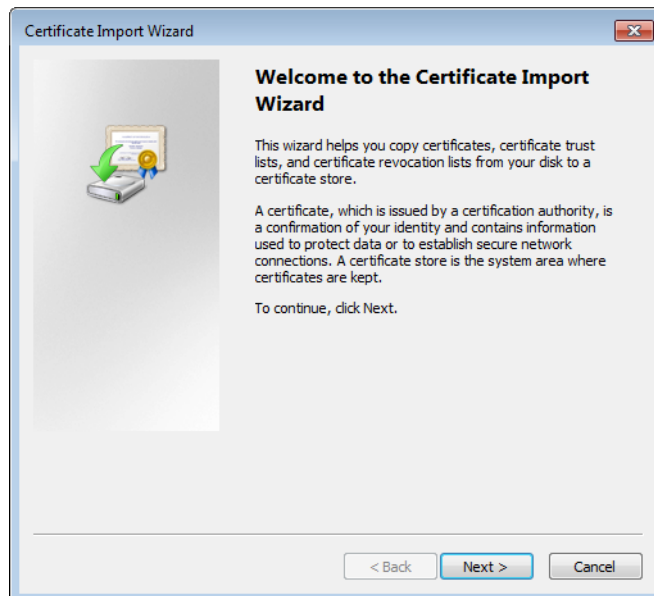 Certificate Import Wizard
Welcome to the Certificate Import
Wizard
This wizard helps you copy certificates, certificate trust
lists, and certificate revocation lists from your disk to a
certificate store.
A certificate, which is issued by a certification authority, is
a confirmation of your identity and contains information
used to protect data or to establish secure network
connections. A certificate store is the system area where
certificates are kept.
To continue, click Next.
< Back Next > Cancel